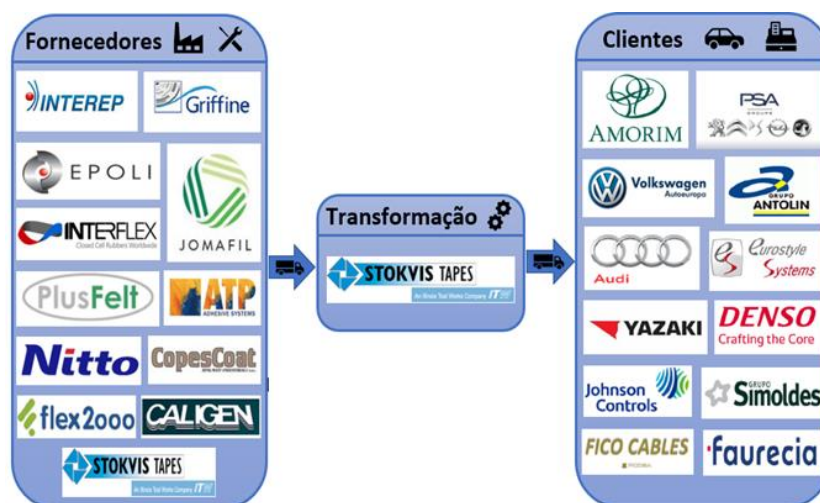 Fornecedores
INTEREP
Griffine
EPOLI
JOMAFIL
INTERFLEX
Closed Cell Rubbers Worldwide
PlusFelt
ATP
ADHESIVE SYSTEMS
Nitto
CopesCoat
flex2000
CALIGEN
STOKVIS TAPES
An Illinois Tool Works Company ITW
Transformação
STOKVIS TAPES
An Illinois Tool Works Company ITW
Clientes
AMORIM
PSA
GROUPE
Volkswagen
Autoeuropa
GRUPO
ANTOLIN
Audi
es Eurostyle
Systems
YAZAKI
DENSO
Crafting the Core
Johnson
Controls
GRUPO
Simoldes
FICO CABLES
faurecia